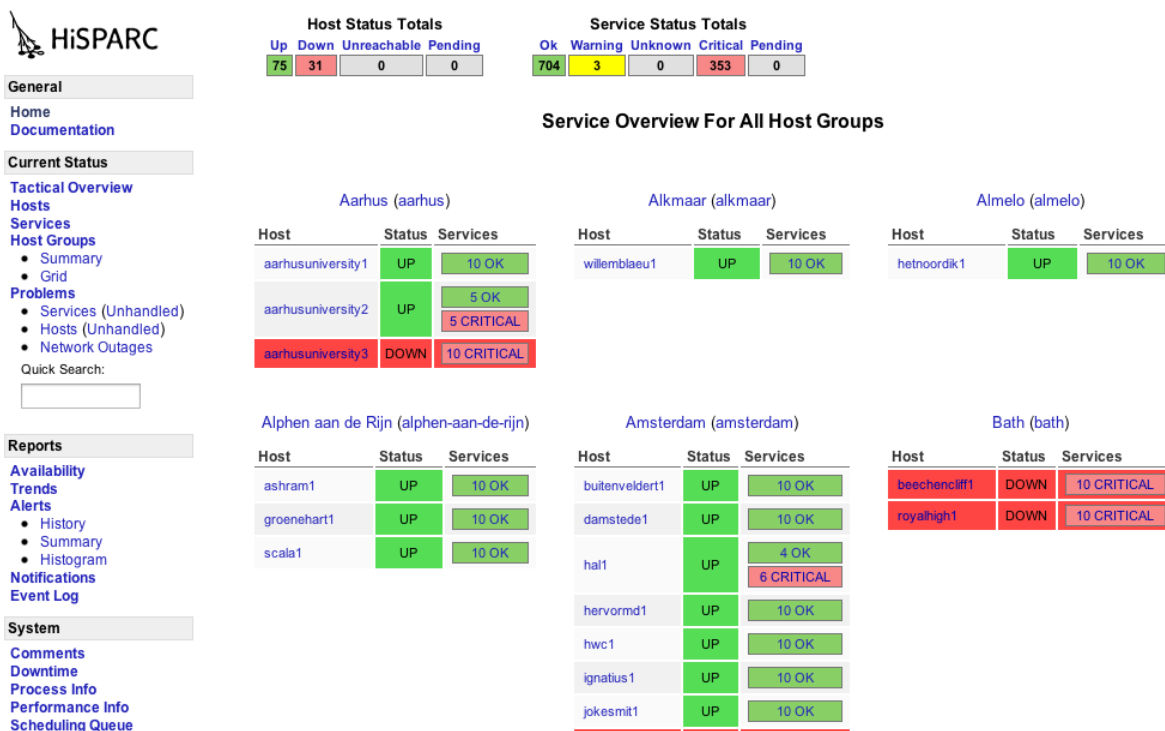 HiSPARC
General
Home
Documentation
Current Status
Tactical Overview
Hosts
Services
Host Groups
Summary
Grid
Problems
Services (Unhandled)
Hosts (Unhandled)
Network Outages
Quick Search:
Reports
Availability
Trends
Alerts
History
Summary
Histogram
Notifications
Event Log
System
Comments
Downtime
Process Info
Performance Info
Scheduling Queue
Host Status Totals
Up Down Unreachable Pending
75 31 0 0
Service Status Totals
Ok Warning Unknown Critical Pending
704 3 0 353 0
Service Overview For All Host Groups
Aarhus (aarhus)
Host Status Services
aarhusuniversity1 UP 10 OK
aarhusuniversity2 UP 5 OK
5 CRITICAL
aarhusuniversity3 DOWN 10 CRITICAL
Alkmaar (alkmaar)
Host Status Services
willemblaeu1 UP 10 OK
Almelo (almelo)
Host Status Services
hetnoordik1 UP 10 OK
Alphen aan de Rijn (alphen-aan-de-rijn)
Host Status Services
ashram1 UP 10 OK
groenehart1 UP 10 OK
scala1 UP 10 OK
Amsterdam (amsterdam)
Host Status Services
buitenveldert1 UP 10 OK
damstede1 UP 10 OK
hal1 UP 4 OK
6 CRITICAL
hervormd1 UP 10 OK
hwc1 UP 10 OK
ignatius1 UP 10 OK
jokesmit1 UP 10 OK
Bath (bath)
Host Status Services
beechencliff1 DOWN 10 CRITICAL
royalhigh1 DOWN 10 CRITICAL